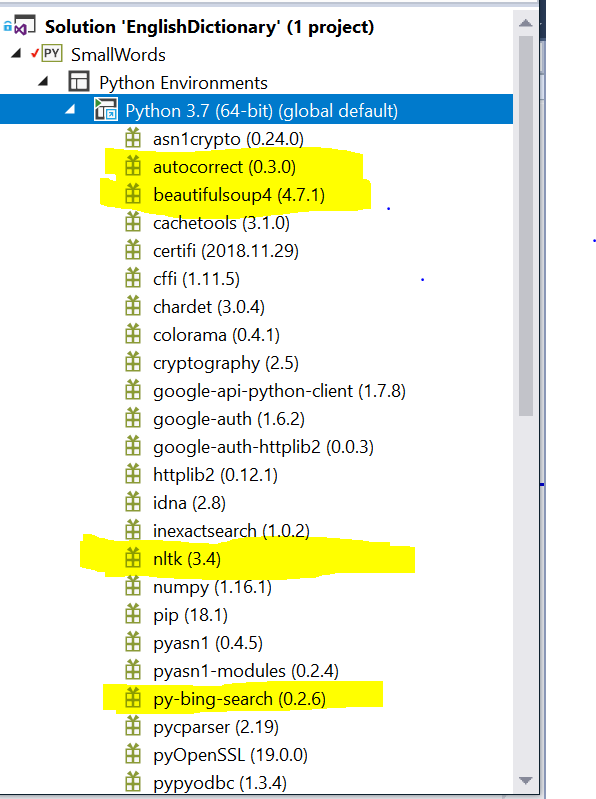 Solution 'EnglishDictionary' (1 project)
PY SmallWords
Python Environments
Python 3.7 (64-bit) (global default)
asn1crypto (0.24.0)
autocorrect (0.3.0)
beautifulsoup4 (4.7.1)
cachetools (3.1.0)
certifi (2018.11.29)
cffi (1.11.5)
chardet (3.0.4)
colorama (0.4.1)
cryptography (2.5)
google-api-python-client (1.7.8)
google-auth (1.6.2)
google-auth-httplib2 (0.0.3)
httplib2 (0.12.1)
idna (2.8)
inexactsearch (1.0.2)
nltk (3.4)
numpy (1.16.1)
pip (18.1)
pyasn1 (0.4.5)
pyasn1-modules (0.2.4)
py-bing-search (0.2.6)
pycparser (2.19)
pyOpenSSL (19.0.0)
pypyodbc (1.3.4)